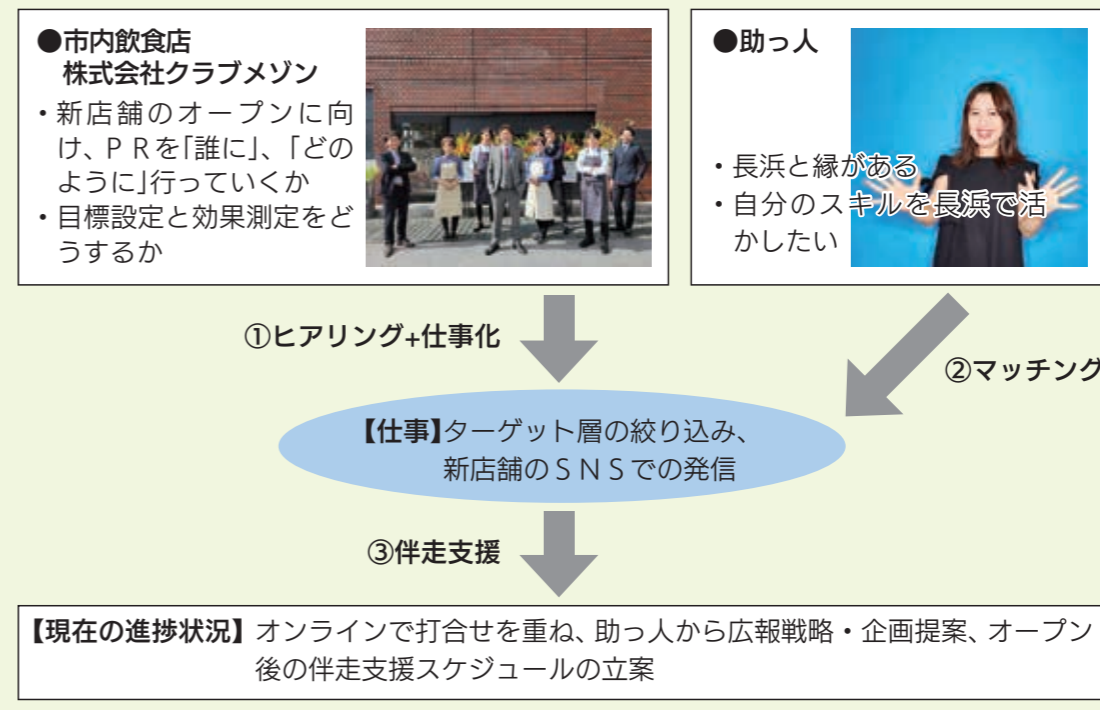 ●市内飲食店
株式会社クラブメゾン
・新店舗のオープンに向
け、ＰＲを「誰に」、「どの
ように」行っていくか
・目標設定と効果測定をど
うするか
●助っ人
・長浜と縁がある
・自分のスキルを長浜で活
かしたい
①ヒアリング+仕事化
②マッチング
【仕事】ターゲット層の絞り込み、
新店舗のＳＮＳでの発信
③伴走支援
【現在の進捗状況】オンラインで打合せを重ね、助っ人から広報戦略・企画提案、オープン
後の伴走支援スケジュールの立案